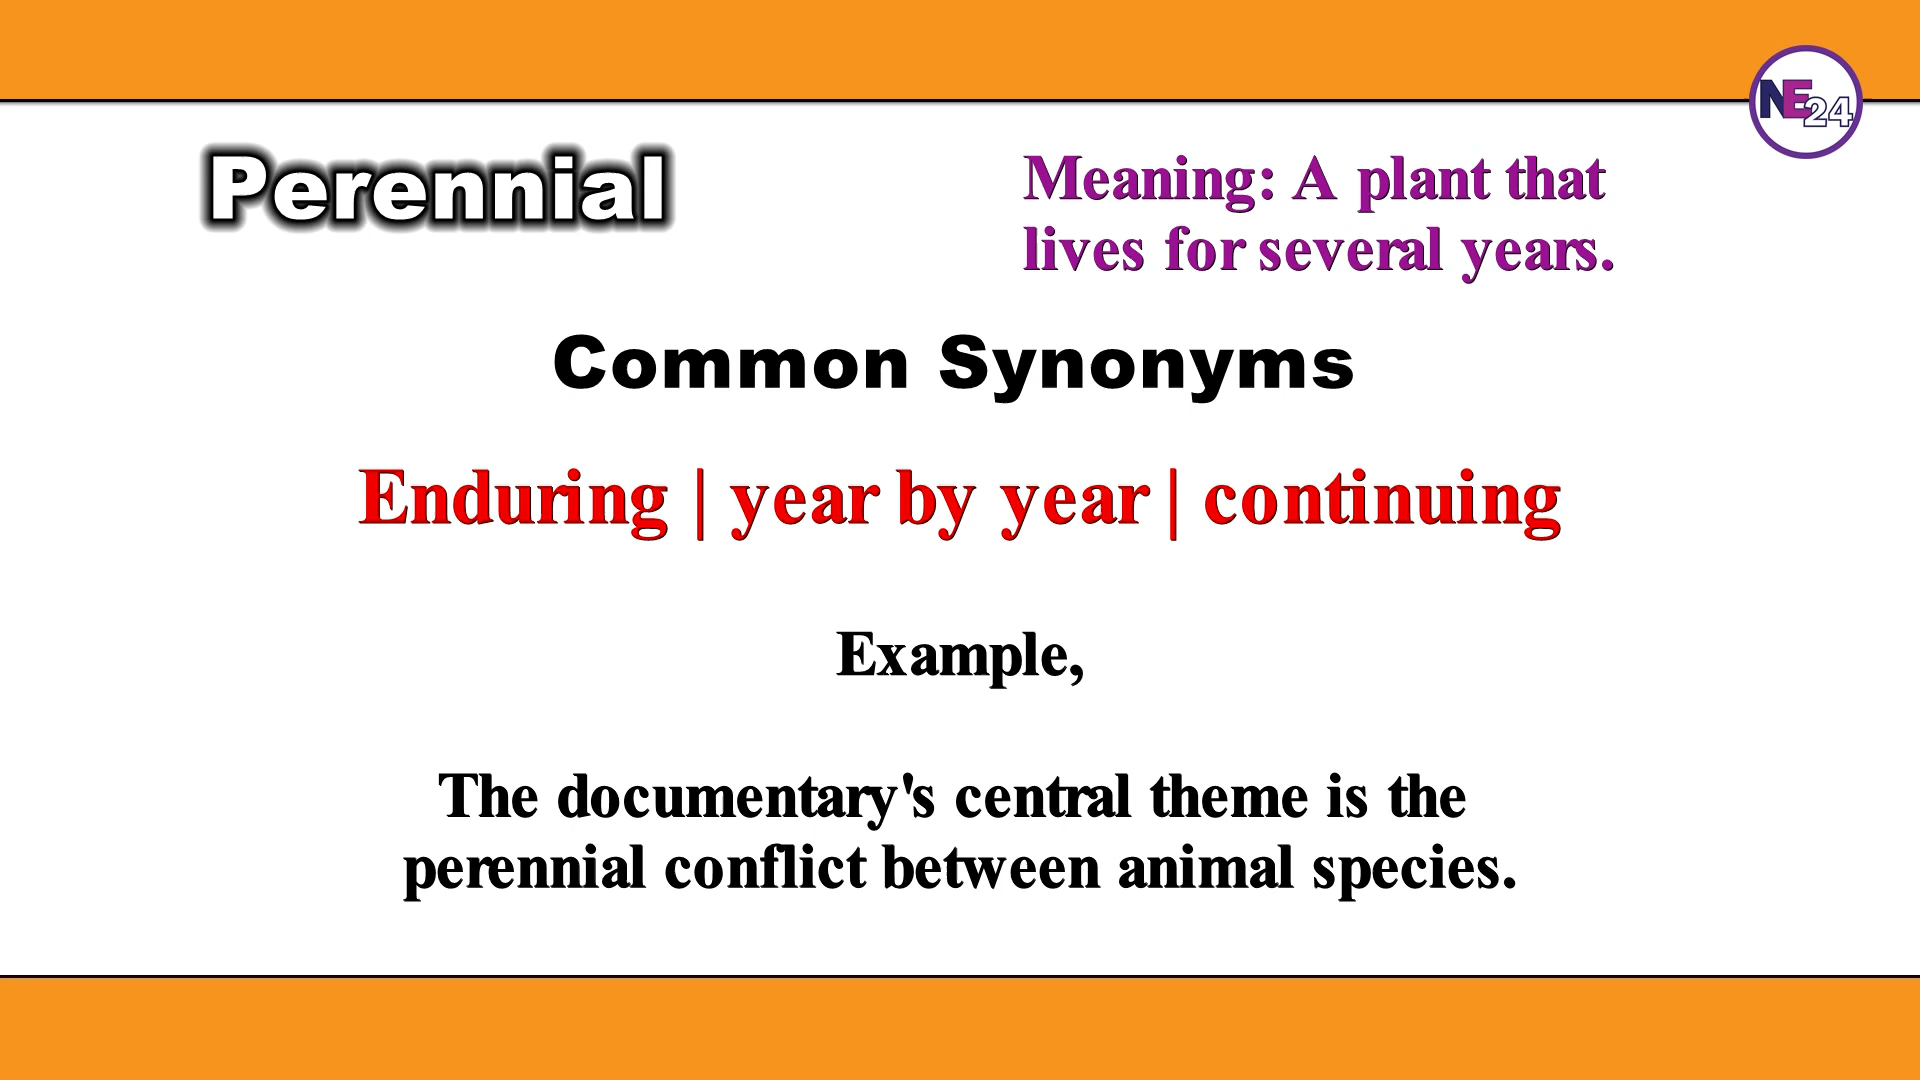 NE24
Perennial
Meaning: A plant that
lives for several years.
Common Synonyms
Enduring | year by year | continuing
Example,
The documentary's central theme is the
perennial conflict between animal species.